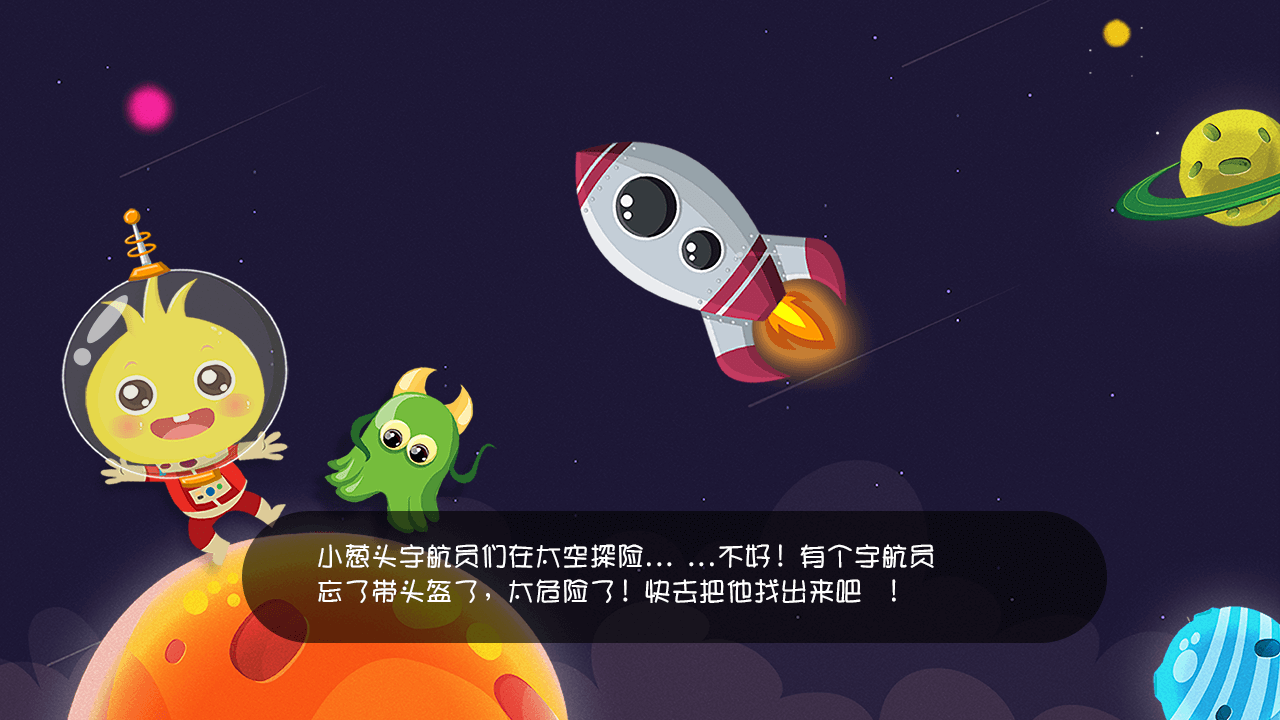 小葱头宇航员们在太空探险... ...不好！有个宇航员
忘了带头盔了，太危险了！快去把他找出来吧 ！